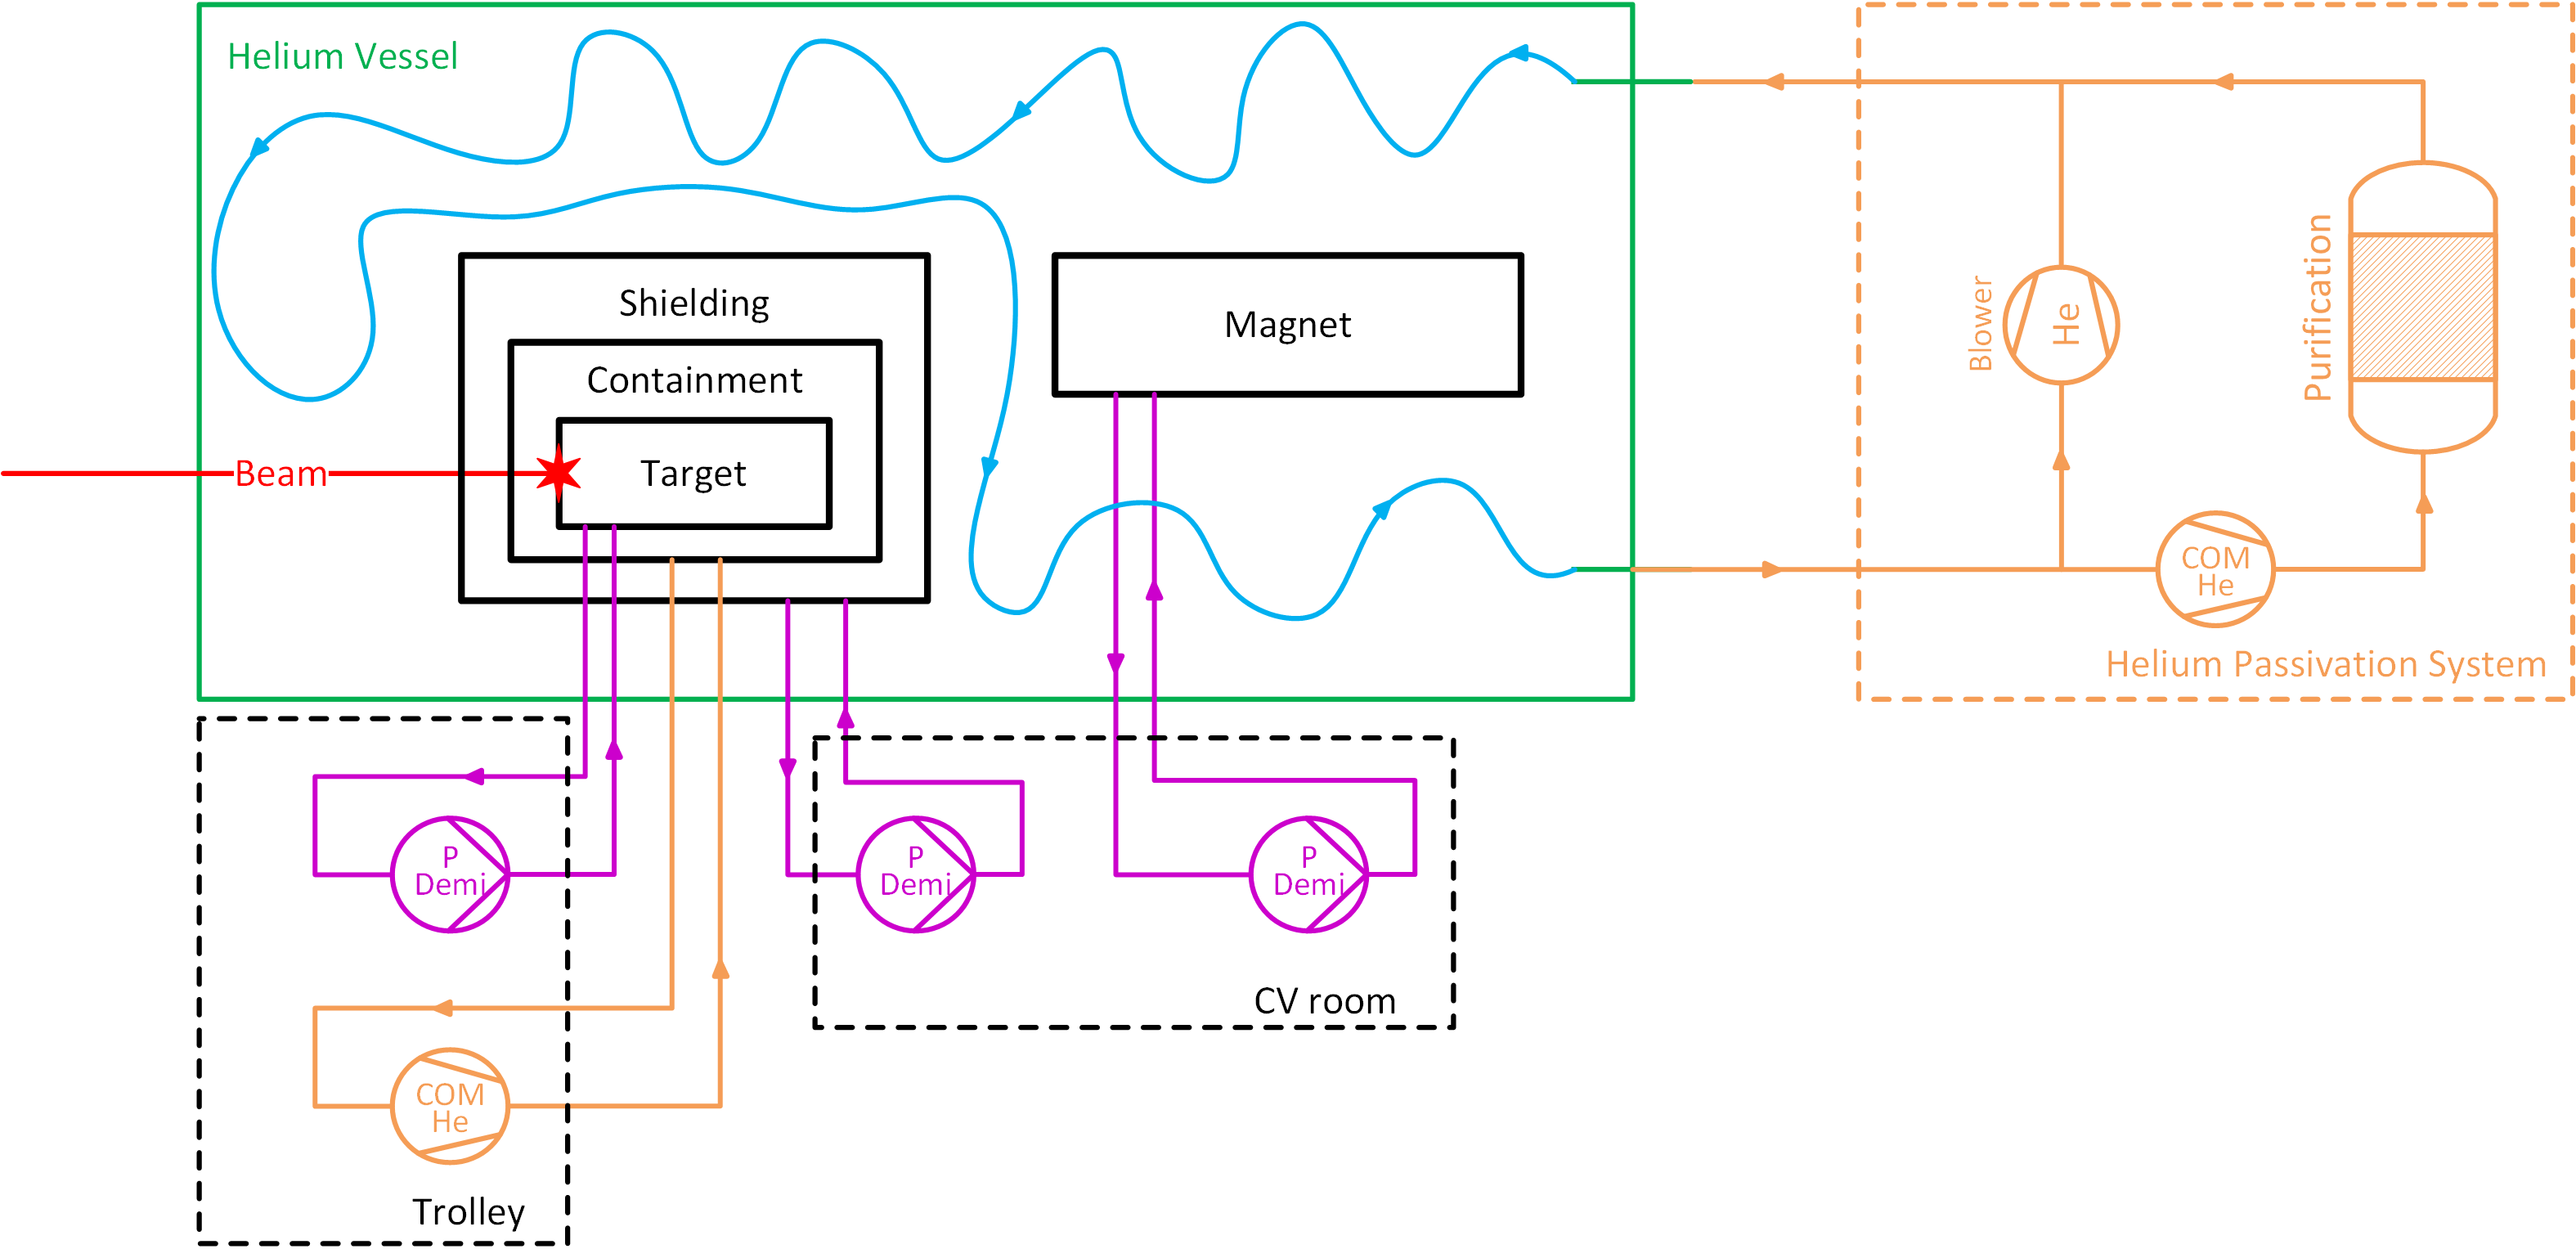 Helium Vessel
Shielding
Containment
Target
Beam
Magnet
Blower
He
Purification
COM
He
Helium Passivation System
P
Demi
P
Demi
P
Demi
CV room
COM
He
Trolley